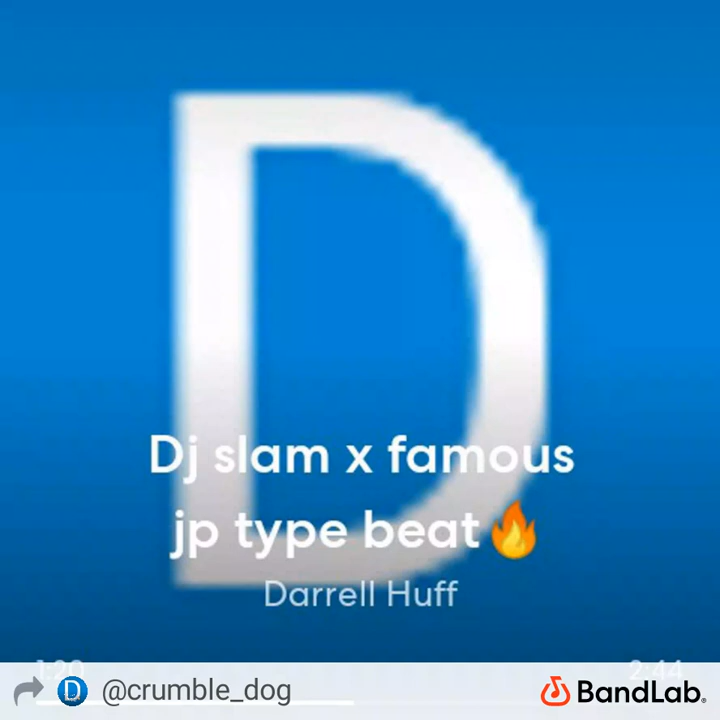 D
Dj slam x famous
jp type beat🔥
Darrell Huff
1:20 2:44
D @crumble_dog BandLab.